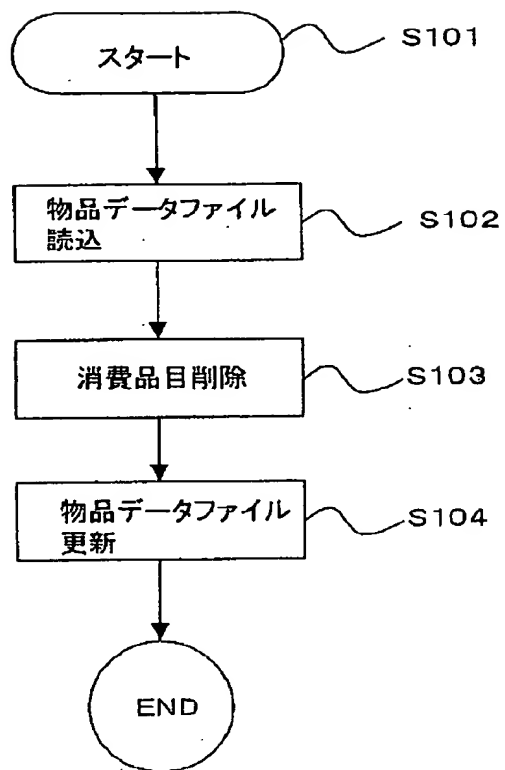 スタート
S101
物品データファイル
読込
S102
消費品目削除
S103
物品データファイル
更新
S104
END